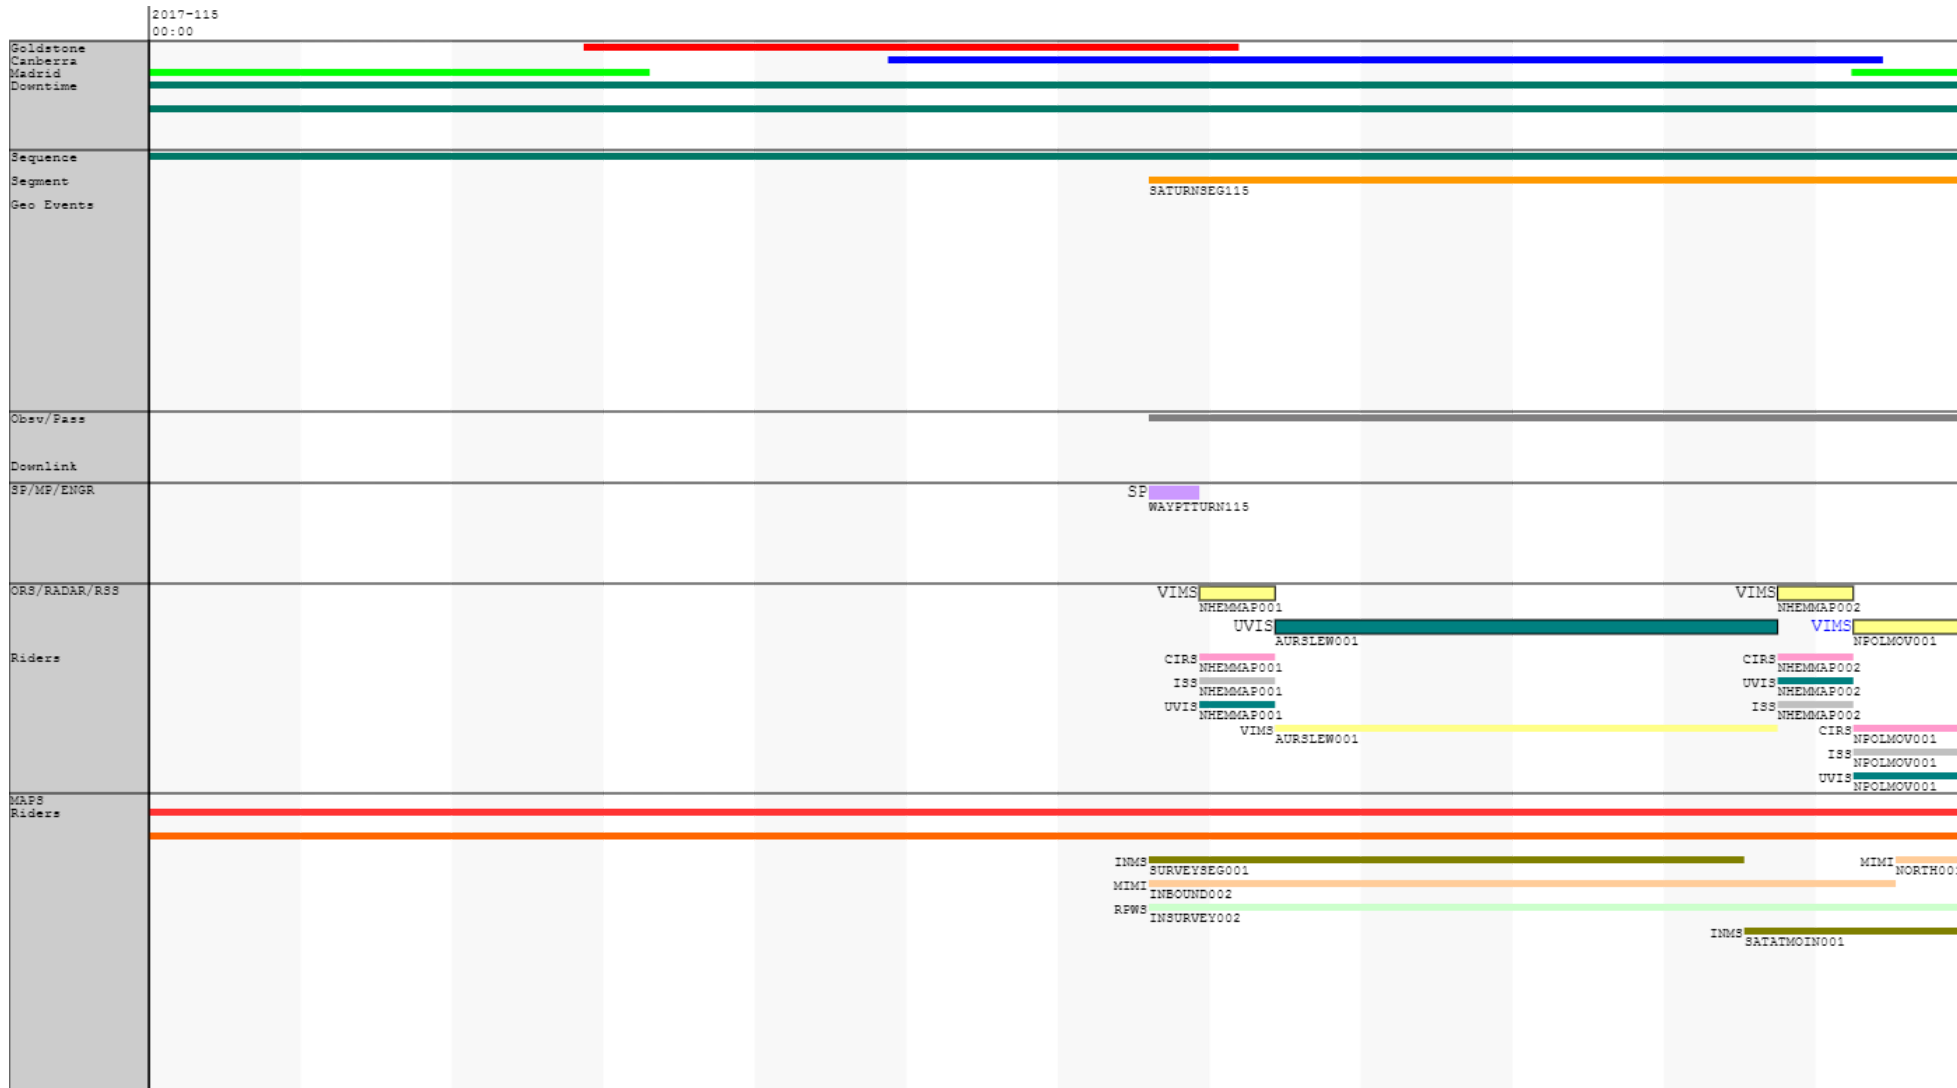 2017-115
00:00
Goldstone
Canberra
Madrid
Downtime
Sequence
Segment
SATURNSEG115
Geo Events
Obsv/Pass
Downlink
SP/MP/ENGR
SP
WAYPTTURN115
ORS/RADAR/RSS
VIMS
NHEMMAP001
VIMS
NHEMMAP002
UVIS
AURSLEW001
VIMS
NPOLMOV001
Riders
CIRS
NHEMMAP001
CIRS
NHEMMAP002
ISS
NHEMMAP001
UVIS
NHEMMAP002
UVIS
NHEMMAP001
ISS
NHEMMAP002
VIMS
AURSLEW001
CIRS
NPOLMOV001
ISS
NPOLMOV001
UVIS
NPOLMOV001
MAPS
Riders
INMS
SURVEYSEG001
MIMI
NORTH001
MIMI
INBOUND002
RPWS
INSURVEY002
INMS
SATATMOIN001